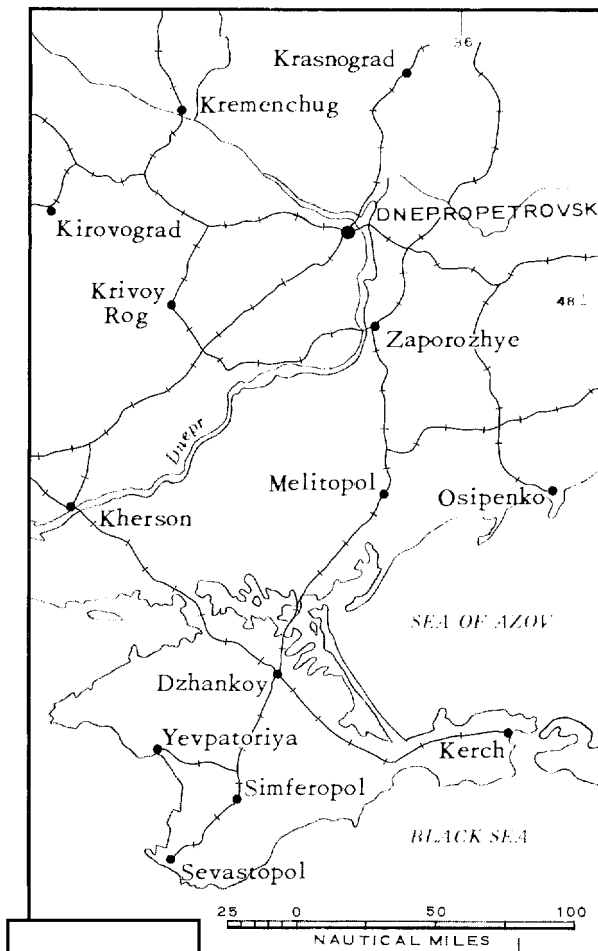 36
Krasnograd
Kremenchug
DNEPROPETROVSK
Kirovograd
Krivoy
Rog
48
Zaporozhye
Dnepr
Melitopol
Osipenko
Kherson
SEA OF AZOV
Dzhankoy
Yevpatoriya
Kerch
Simferopol
BLACK SEA
Sevastopol
25 0 50 100
NAUTICAL MILES